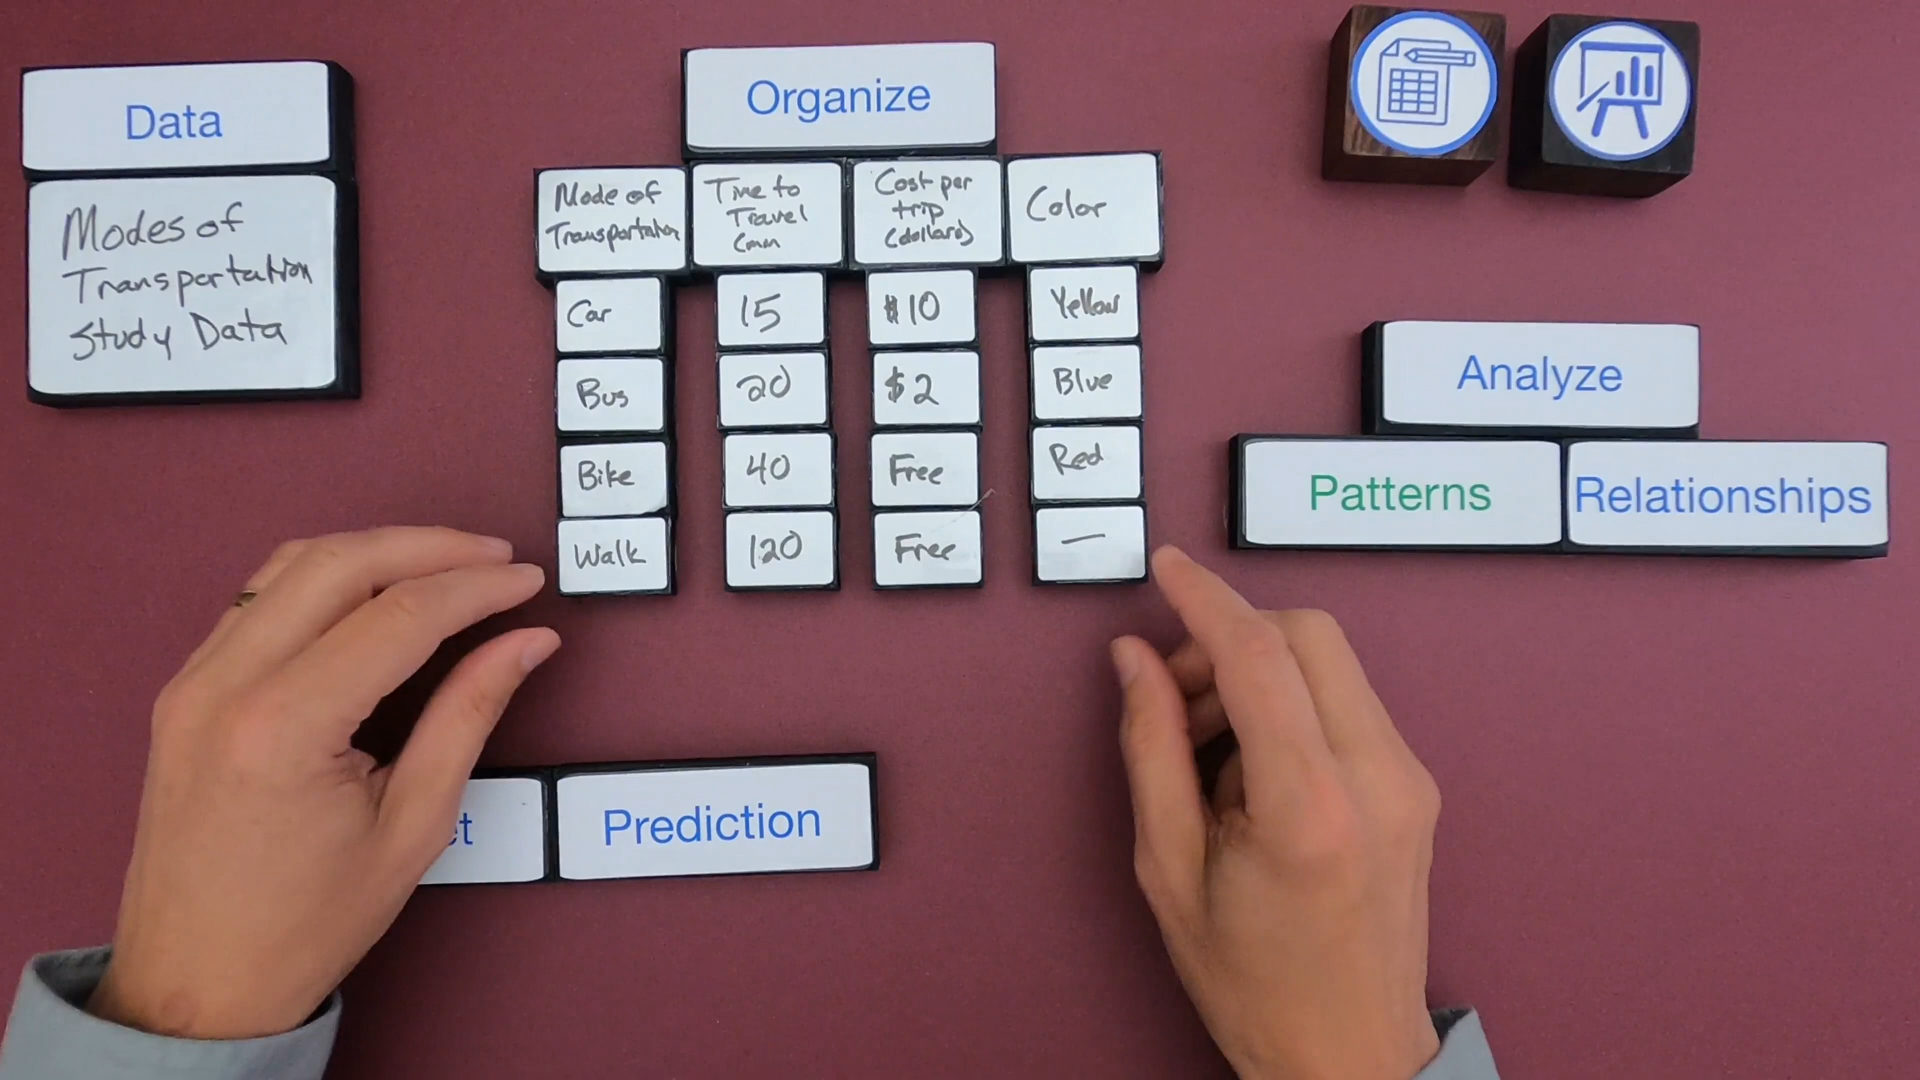 Data
Modes of
Transportation
Study Data
Organize
Mode of
Transportation
Time to
Travel
(min
Cost per
trip
(dollars)
Color
Car
15
$10
Yellow
Bus
20
$2
Blue
Bike
40
Free
Red
Walk
120
Free
—
Analyze
Patterns
Relationships
Prediction